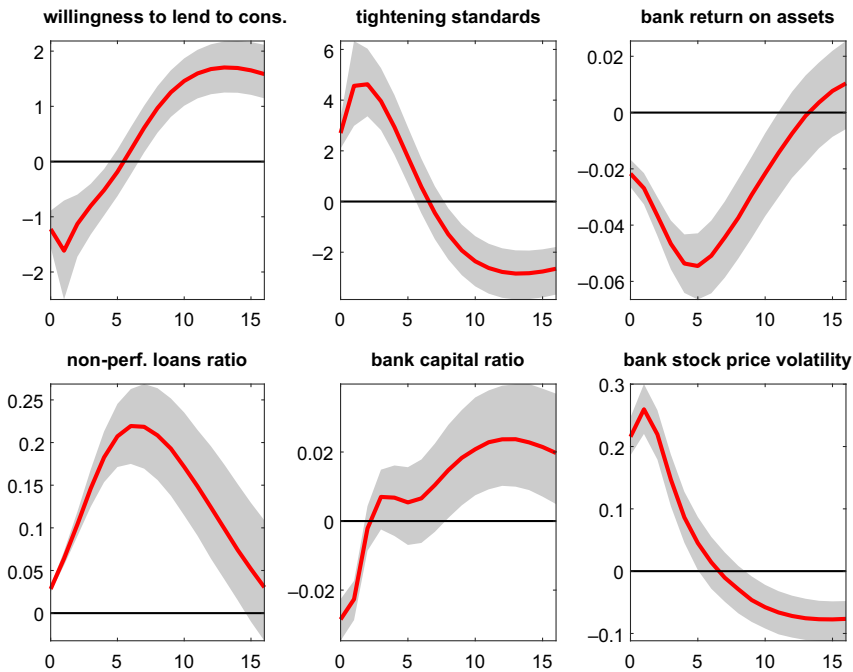 willingness to lend to cons.
2
1
0
−1
−2
0 5 10 15
tightening standards
6
4
2
0
−2
0 5 10 15
bank return on assets
0.02
0
−0.02
−0.04
−0.06
0 5 10 15
non-perf. loans ratio
0.25
0.2
0.15
0.1
0.05
0
0 5 10 15
bank capital ratio
0.02
0
−0.02
0 5 10 15
bank stock price volatility
0.3
0.2
0.1
0
−0.1
0 5 10 15